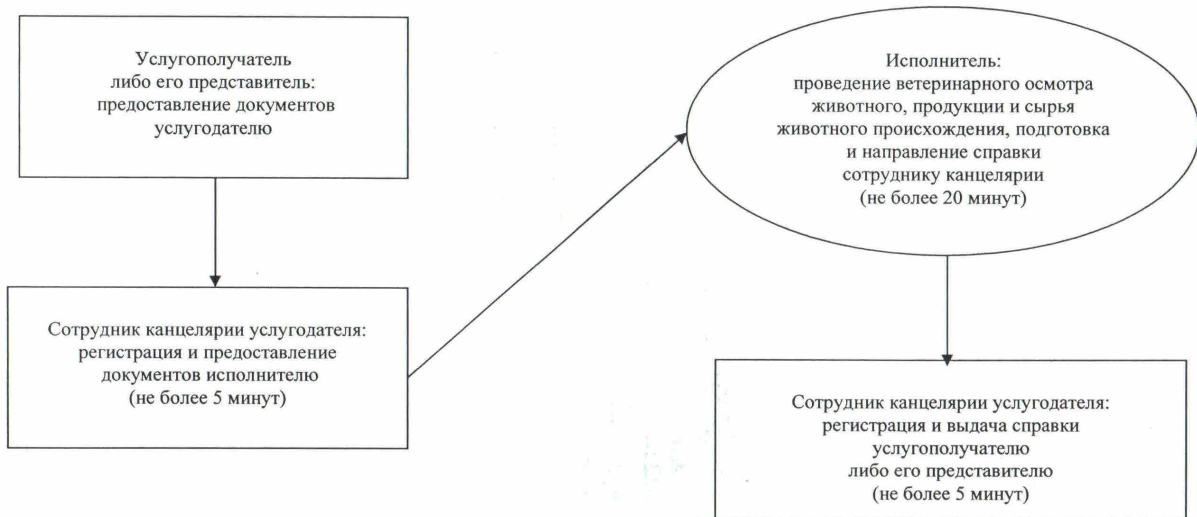 Услугополучатель
либо его представитель:
предоставление документов
услугодателю
Сотрудник канцелярии услугодателя:
регистрация и предоставление
документов исполнителю
(не более 5 минут)
Исполнитель:
проведение ветеринарного осмотра
животного, продукции и сырья
животного происхождения, подготовка
и направление справки
сотруднику канцелярии
(не более 20 минут)
Сотрудник канцелярии услугодателя:
регистрация и выдача справки
услугополучателю
либо его представителю
(не более 5 минут)